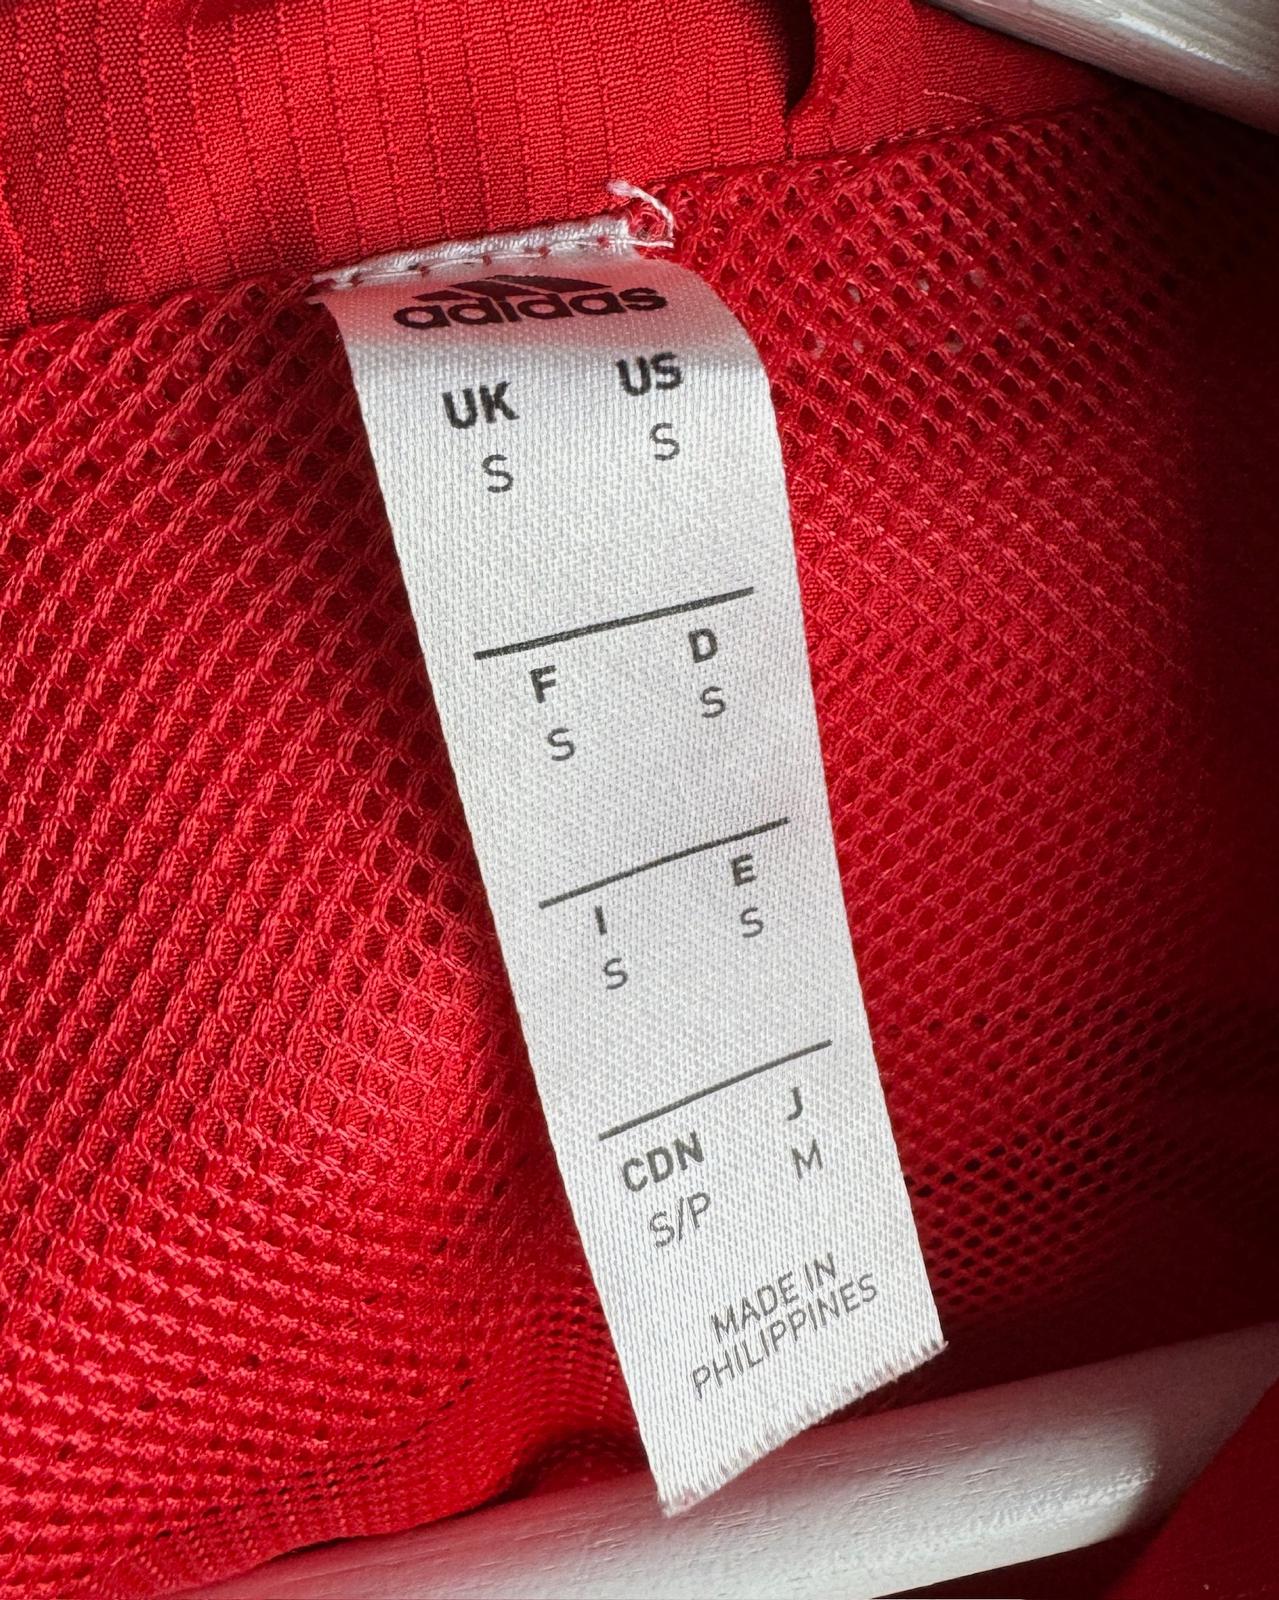 adidas
UK US
S S
F D
S S
I E
S S
CDN J
S/P M
MADE IN
PHILIPPINES